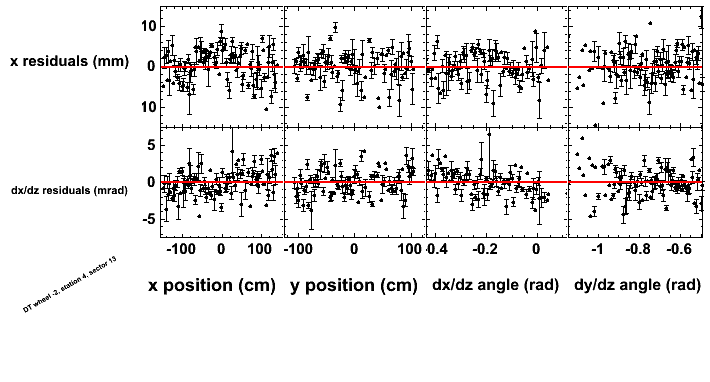 10
x residuals (mm)
0
10
5
dx/dz residuals (mrad)
0
-5
-100 0 100 -100 0 100 0.4 -0.2 0 -1 -0.8 -0.6
x position (cm) y position (cm) dx/dz angle (rad) dy/dz angle (rad)
DT wheel -2, station 4, sector 13